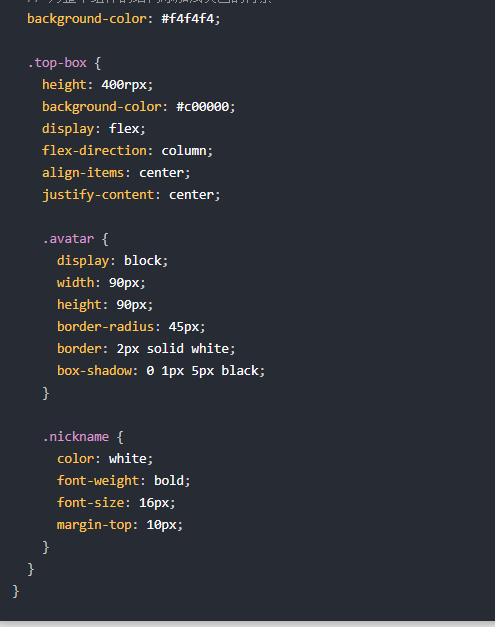 background-color: #f4f4f4;
.top-box {
height: 400rpx;
background-color: #c00000;
display: flex;
flex-direction: column;
align-items: center;
justify-content: center;
.avatar {
display: block;
width: 90px;
height: 90px;
border-radius: 45px;
border: 2px solid white;
box-shadow: 0 1px 5px black;
}
.nickname {
color: white;
font-weight: bold;
font-size: 16px;
margin-top: 10px;
}
}
}